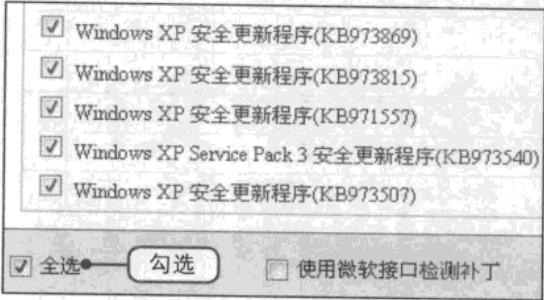 Windows XP 安全更新程序(KB973869)
Windows XP 安全更新程序(KB973815)
Windows XP 安全更新程序(KB971557)
Windows XP Service Pack 3 安全更新程序(KB973540)
Windows XP 安全更新程序(KB973507)
全选 勾选 使用微软接口检测补丁